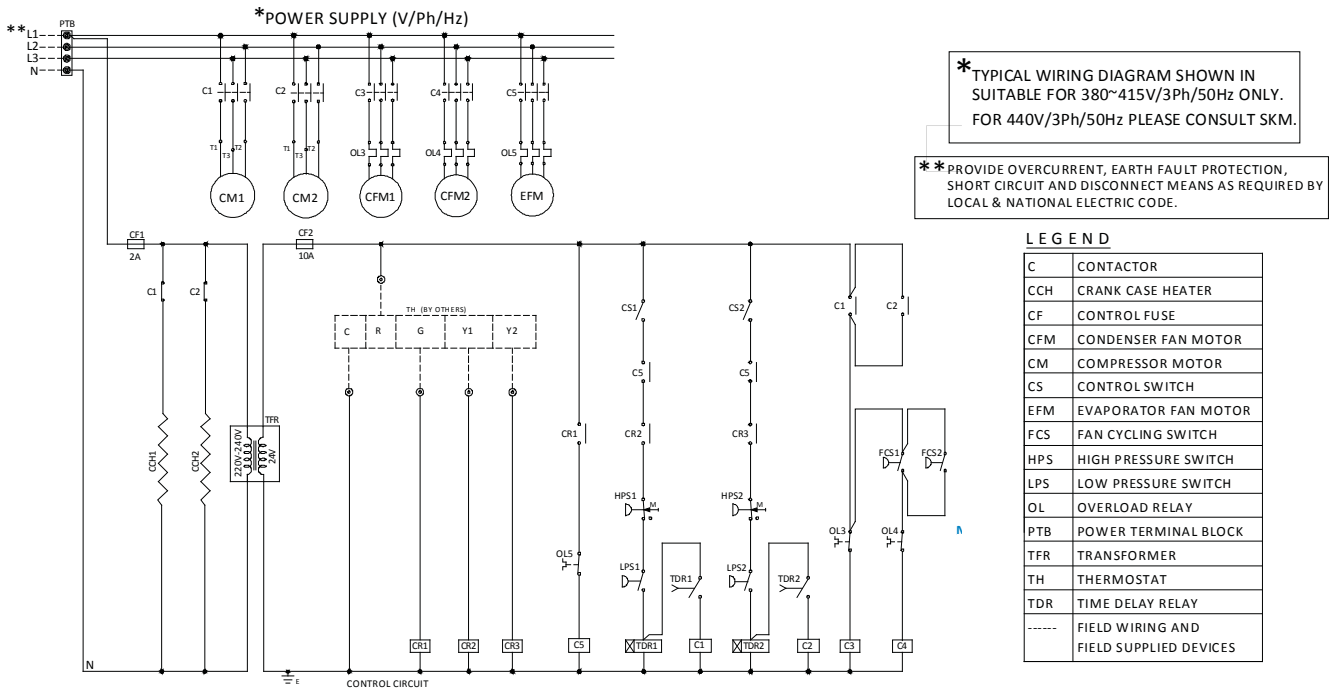 *POWER SUPPLY (V/Ph/Hz)
PTB
**L1
L2
L3
N
C1 C2 C3 C4 C5
T1 T3 T2 T1 T3 T2 OL3 OL4 OL5
CM1 CM2 CFM1 CFM2 EFM
*TYPICAL WIRING DIAGRAM SHOWN IN
SUITABLE FOR 380~415V/3Ph/50Hz ONLY.
FOR 440V/3Ph/50Hz PLEASE CONSULT SKM.
**PROVIDE OVERCURRENT, EARTH FAULT PROTECTION,
SHORT CIRCUIT AND DISCONNECT MEANS AS REQUIRED BY
LOCAL & NATIONAL ELECTRIC CODE.
CF1 CF2
2A 10A
C1 C2
TH (BY OTHERS)
C R G Y1 Y2
CS1 CS2 C1 C2
C5 C5
TFR
220V-240V
24V
CCH1 CCH2
CR1 CR2 CR3
FCS1 FCS2
HPS1 M HPS2 M
OL3 OL4
OL5 LPS1 TDR1 LPS2 TDR2
CR1 CR2 CR3 C5 TDR1 C1 TDR2 C2 C3 C4
N
E
CONTROL CIRCUIT
LEGEND
C CONTACTOR
CCH CRANK CASE HEATER
CF CONTROL FUSE
CFM CONDENSER FAN MOTOR
CM COMPRESSOR MOTOR
CS CONTROL SWITCH
EFM EVAPORATOR FAN MOTOR
FCS FAN CYCLING SWITCH
HPS HIGH PRESSURE SWITCH
LPS LOW PRESSURE SWITCH
OL OVERLOAD RELAY
PTB POWER TERMINAL BLOCK
TFR TRANSFORMER
TH THERMOSTAT
TDR TIME DELAY RELAY
------ FIELD WIRING AND
FIELD SUPPLIED DEVICES